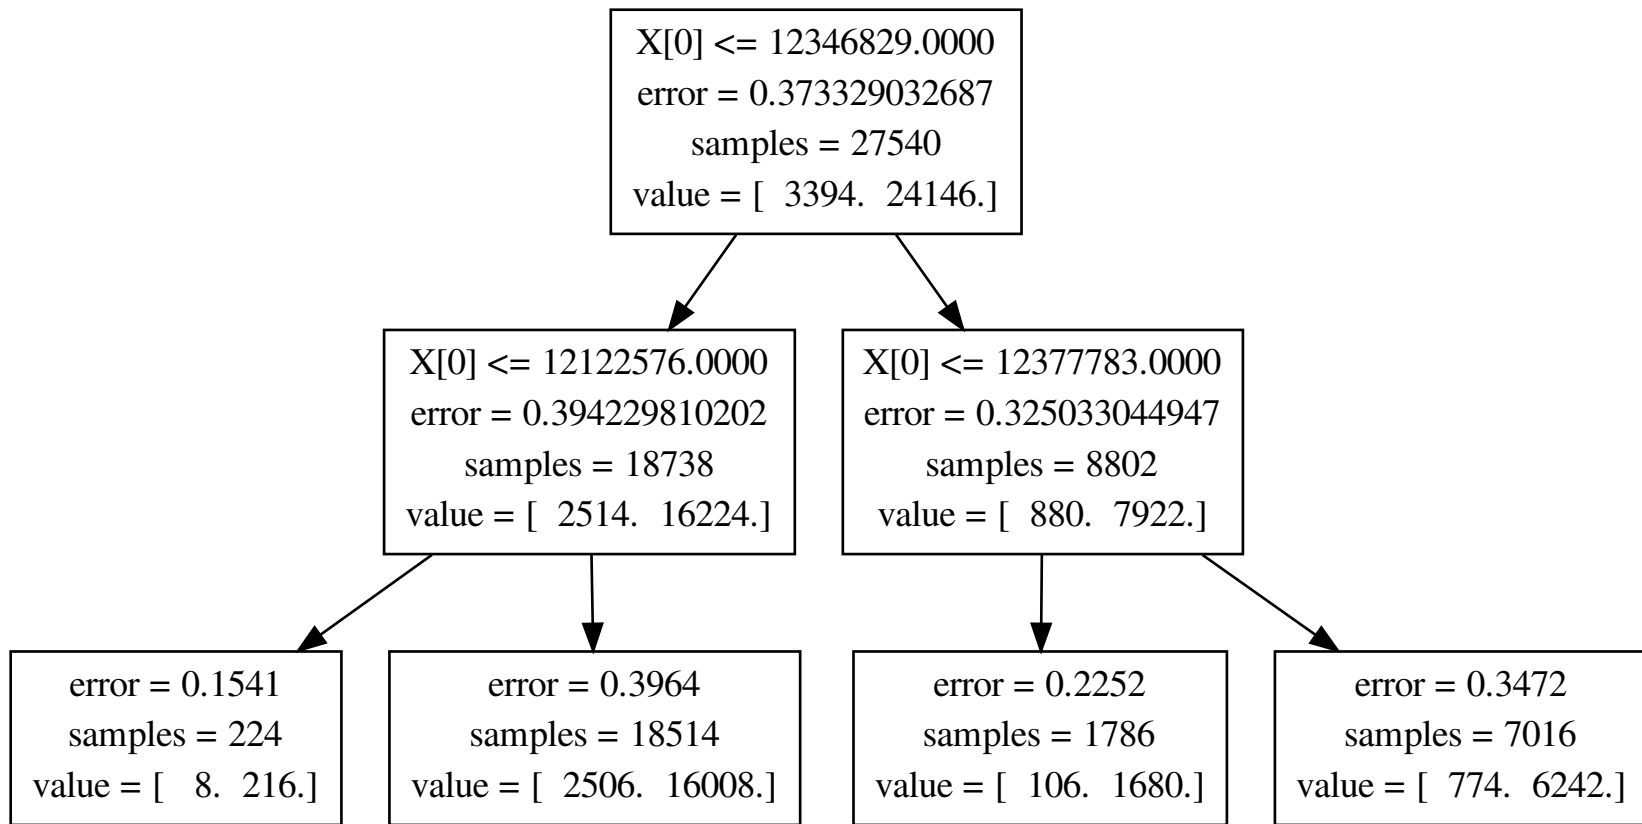 X[0] <= 12346829.0000
error = 0.373329032687
samples = 27540
value = [  3394.  24146.]
X[0] <= 12122576.0000
error = 0.394229810202
samples = 18738
value = [  2514.  16224.]
X[0] <= 12377783.0000
error = 0.325033044947
samples = 8802
value = [  880.  7922.]
error = 0.1541
samples = 224
value = [   8.  216.]
error = 0.3964
samples = 18514
value = [  2506.  16008.]
error = 0.2252
samples = 1786
value = [  106.  1680.]
error = 0.3472
samples = 7016
value = [  774.  6242.]